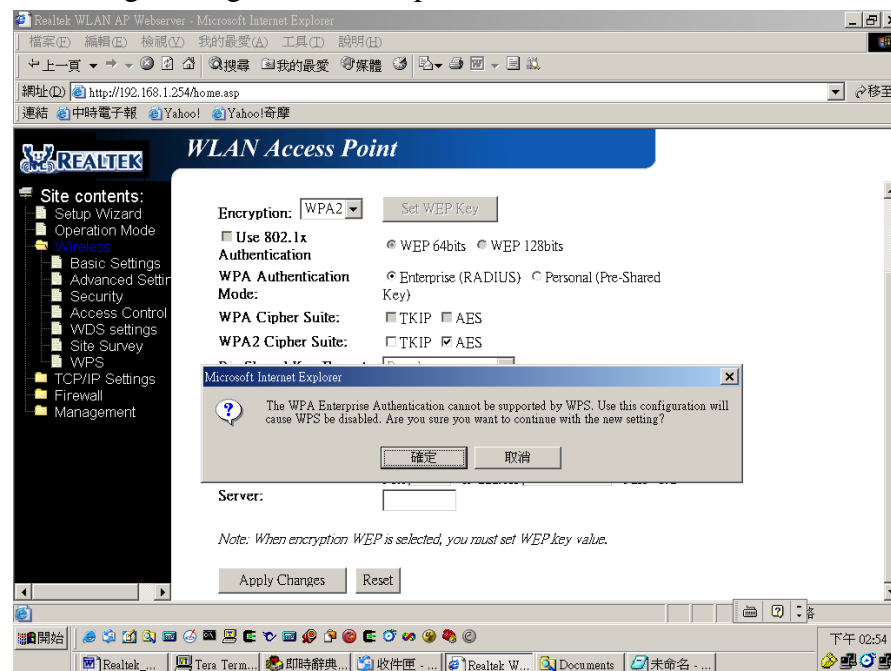 Realtek WLAN AP Webserver - Microsoft Internet Explorer
檔案(F) 編輯(E) 檢視(V) 我的最愛(A) 工具(T) 說明(H)
上一頁 搜尋 我的最愛 媒體
網址(D) http://192.168.1.254/home.asp 移至
連結 中時電子報 Yahoo! Yahoo!奇摩
REALTEK
WLAN Access Point
Site contents:
Setup Wizard
Operation Mode
Wireless
Basic Settings
Advanced Settin
Security
Access Control
WDS settings
Site Survey
WPS
TCP/IP Settings
Firewall
Management
Encryption: WPA2 Set WEP Key
Use 802.1x Authentication WEP 64bits WEP 128bits
WPA Authentication Mode: Enterprise (RADIUS) Personal (Pre-Shared Key)
WPA Cipher Suite: TKIP AES
WPA2 Cipher Suite: TKIP AES
Microsoft Internet Explorer
The WPA Enterprise Authentication cannot be supported by WPS. Use this configuration will
cause WPS be disabled. Are you sure you want to continue with the new setting?
確定 取消
Server:
Note: When encryption WEP is selected, you must set WEP key value.
Apply Changes Reset
開始 下午 02:54
Realtek_... Tera Term... 即時辭典... 收件匣 - ... Realtek W... Documents 未命名 - ...